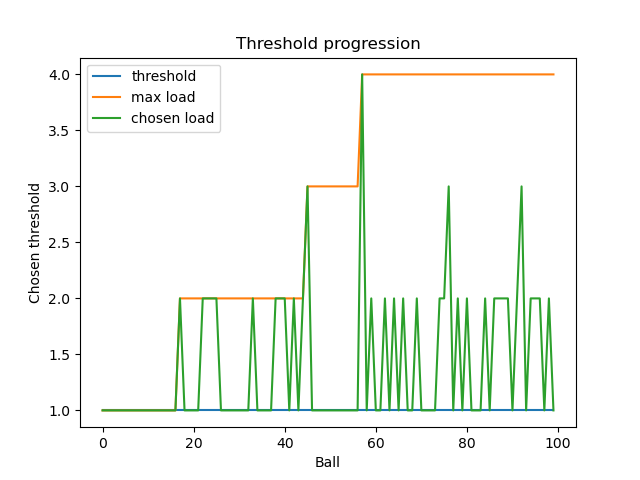 Threshold progression
threshold
max load
chosen load
Chosen threshold
4.0
3.5
3.0
2.5
2.0
1.5
1.0
0 20 40 60 80 100
Ball